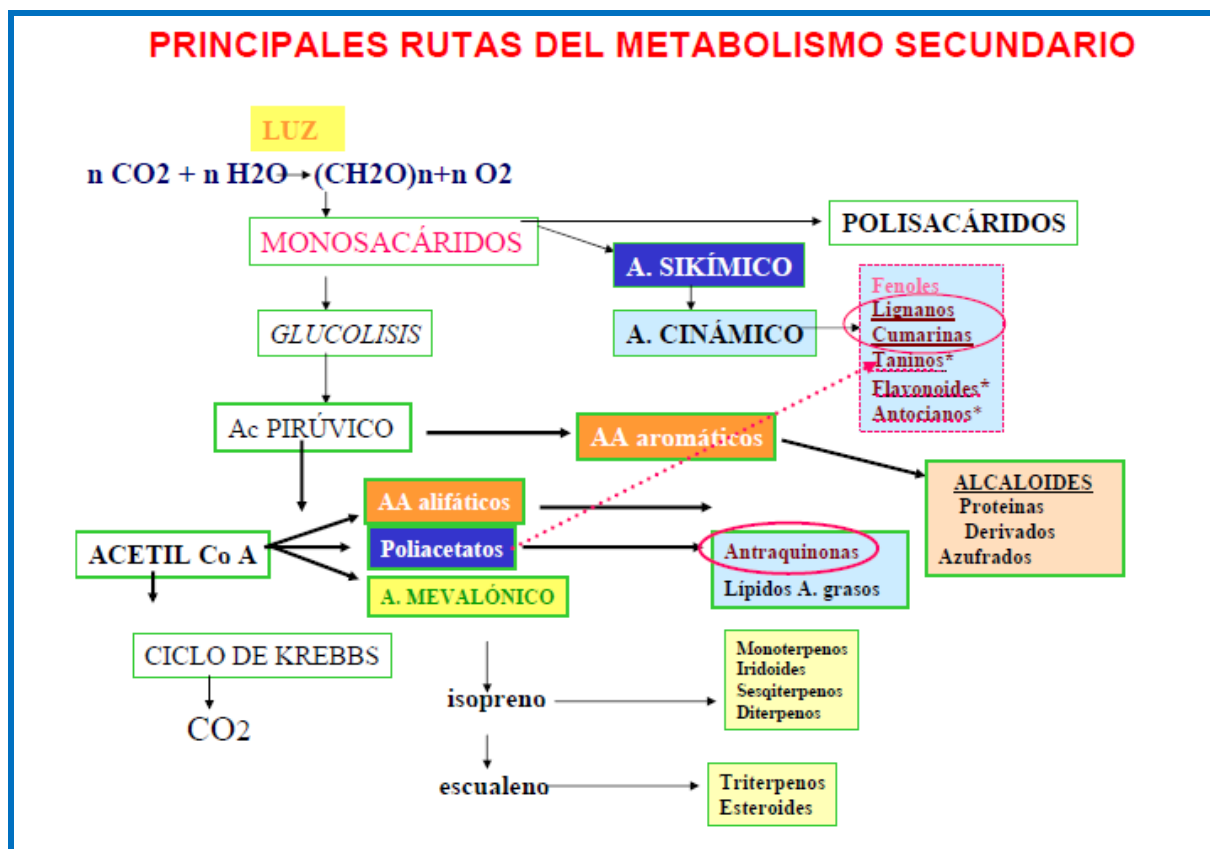 PRINCIPALES RUTAS DEL METABOLISMO SECUNDARIO
LUZ
n CO2 + n H2O→(CH2O)n+n O2
MONOSACÁRIDOS
POLISACÁRIDOS
A. SIKÍMICO
GLUCOLISIS
A. CINÁMICO
Fenoles
Lignanos
Cumarinas
Taninos*
Flavonoides*
Antocianos*
Ac PIRÚVICO
AA aromáticos
ALCALOIDES
Proteinas
Derivados
Azufrados
AA alifáticos
ACETIL Co A
Poliacetatos
A. MEVALÓNICO
Antraquinonas
Lípidos A. grasos
CICLO DE KREBBS
CO2
isopreno
Monoterpenos
Iridoides
Sesqiterpenos
Diterpenos
escualeno
Triterpenos
Esteroides